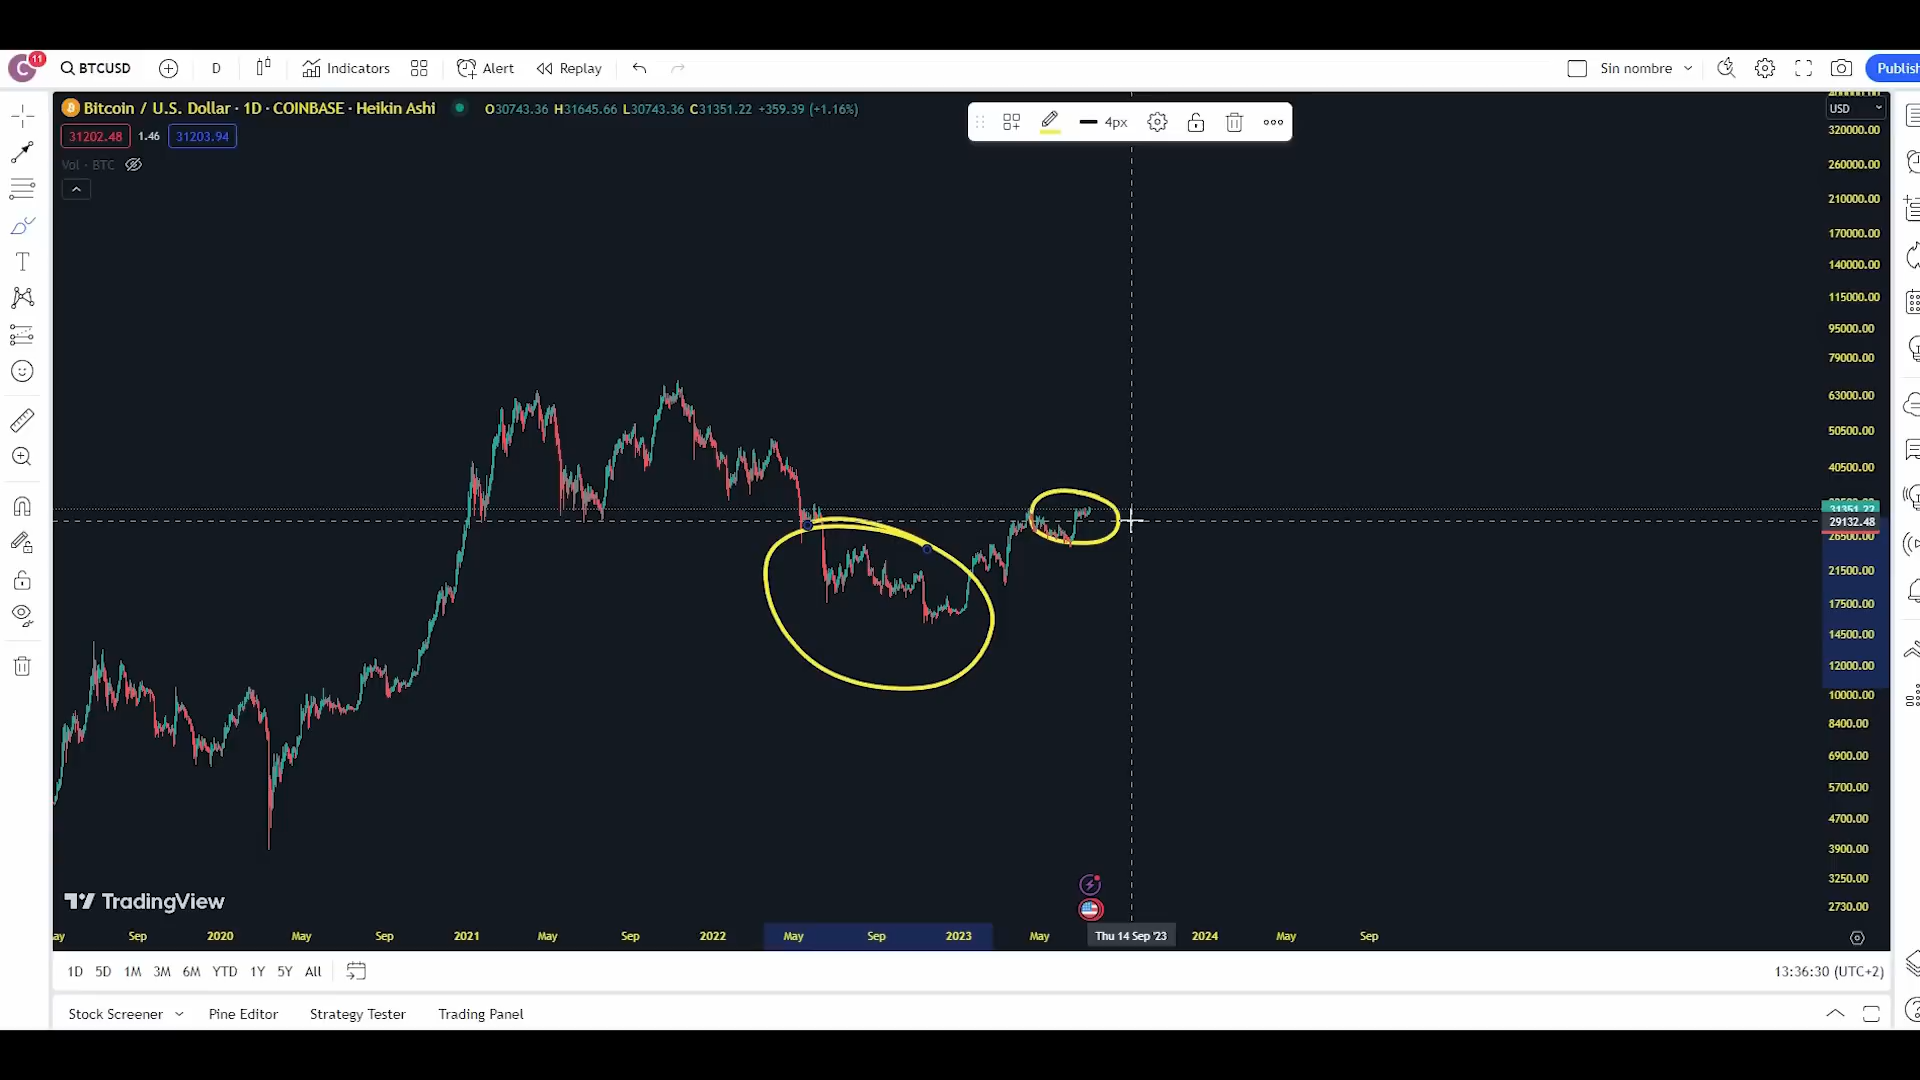 C 11 BTCUSD D Indicators Alert Replay Sin nombre Publish
Bitcoin / U.S. Dollar · 1D · COINBASE · Heikin Ashi O30743.36 H31645.66 L30743.36 C31351.22 +359.39 (+1.16%)
4px
USD
31202.48 1.46 31203.94
Vol · BTC
320000.00
260000.00
210000.00
170000.00
140000.00
115000.00
95000.00
79000.00
63000.00
50500.00
40500.00
31351.22
29132.48
26500.00
21500.00
17500.00
14500.00
12000.00
10000.00
8400.00
6900.00
5700.00
4700.00
3900.00
3250.00
2730.00
TradingView
ay Sep 2020 May Sep 2021 May Sep 2022 May Sep 2023 May Thu 14 Sep '23 2024 May Sep
1D 5D 1M 3M 6M YTD 1Y 5Y All 13:36:30 (UTC+2)
Stock Screener Pine Editor Strategy Tester Trading Panel